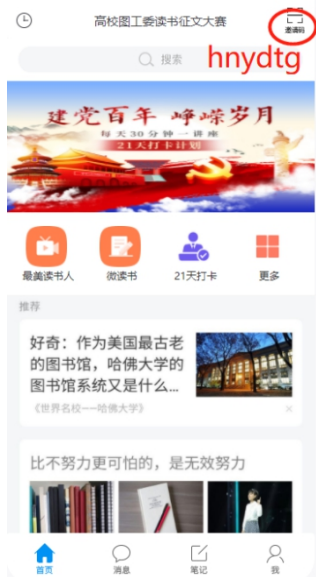 高校图工委读书征文大赛
邀请码
搜索
hnydtg
建党百年 峥嵘岁月
每天30分钟一讲座
21天打卡计划
最美读书人
微读书
21天打卡
更多
推荐
好奇：作为美国最古老
的图书馆，哈佛大学的
图书馆系统又是什么...
《世界名校——哈佛大学》
比不努力更可怕的，是无效努力
首页
消息
笔记
我